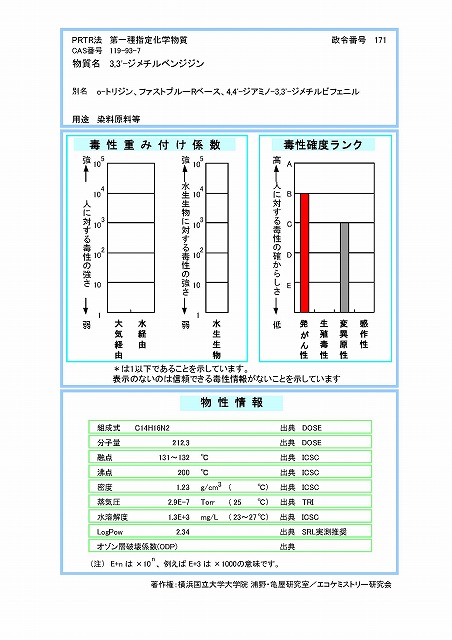 PRTR法 第一種指定化学物質 政令番号 171
CAS番号 119-93-7
物質名 3,3'-ジメチルベンジジン
別名 o-トリジン、ファストブルーRベース、4,4'-ジアミノ-3,3'-ジメチルビフェニル
用途 染料原料等
毒性重み付け係数
強 ← 人に対する毒性の強さ → 弱
10^5
10^4
10^3
10^2
10
1
大気経由
水経由
強 ← 水生生物に対する毒性の強さ → 弱
10^5
10^4
10^3
10^2
10
1
水生生物
毒性確度ランク
高 ← 人に対する毒性の確からしさ → 低
A
B
C
D
E
発がん性
生殖毒性
変異原性
感作性
*は1以下であることを示しています。
表示のないのは信頼できる毒性情報がないことを示しています
物性情報
組成式 C14H16N2 出典 DOSE
分子量 212.3 出典 DOSE
融点 131〜132 ℃ 出典 ICSC
沸点 200 ℃ 出典 ICSC
密度 1.23 g/cm^3 ( ℃) 出典 ICSC
蒸気圧 2.9E-7 Torr (25 ℃) 出典 TRI
水溶解度 1.3E+3 mg/L (23〜27℃) 出典 ICSC
LogPow 2.34 出典 SRL実測推奨
オゾン層破壊係数(ODP) 出典
(注) E+n は ×10^n、例えば E+3 は ×1000の意味です。
著作権:横浜国立大学大学院 浦野・亀屋研究室/エコケミストリー研究会